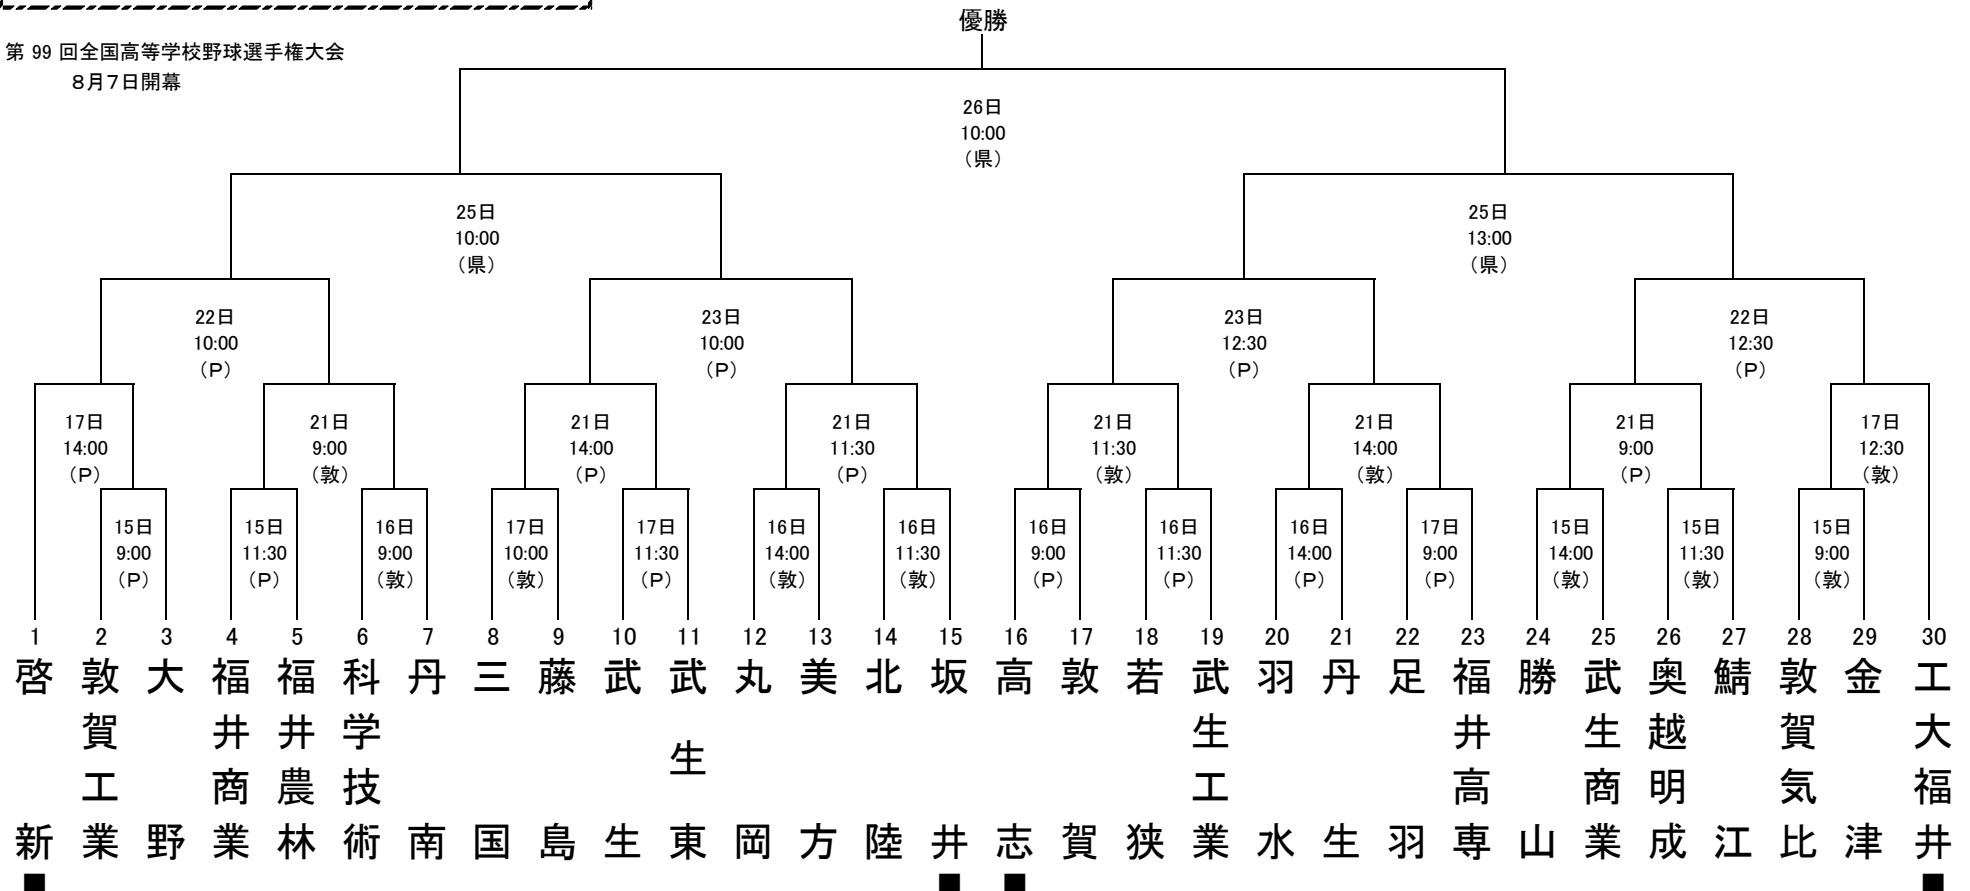 優勝
第 99 回全国高等学校野球選手権大会
８月７日開幕
26日
10:00
（県）
25日
10:00
（県）
25日
13:00
（県）
22日
10:00
（P）
23日
10:00
（P）
23日
12:30
（P）
22日
12:30
（P）
17日
14:00
（P）
21日
9:00
（敦）
21日
14:00
（P）
21日
11:30
（P）
21日
11:30
（敦）
21日
14:00
（敦）
21日
9:00
（P）
17日
12:30
（敦）
15日
9:00
（P）
15日
11:30
（P）
16日
9:00
（敦）
17日
10:00
（敦）
17日
11:30
（P）
16日
14:00
（敦）
16日
11:30
（敦）
16日
9:00
（P）
16日
11:30
（P）
16日
14:00
（P）
17日
9:00
（P）
15日
14:00
（敦）
15日
11:30
（敦）
15日
9:00
（敦）
1
啓新
2
敦賀工業
3
大野
4
福井商業
5
福井農林
6
科学技術
7
丹南
8
三国
9
藤島
10
武生
11
武生東
12
丸岡
13
美方
14
北陸
15
坂井
16
高志
17
敦賀
18
若狭
19
武生工業
20
羽水
21
丹生
22
足羽
23
福井高専
24
勝山
25
武生商業
26
奥越明成
27
鯖江
28
敦賀気比
29
金津
30
工大福井